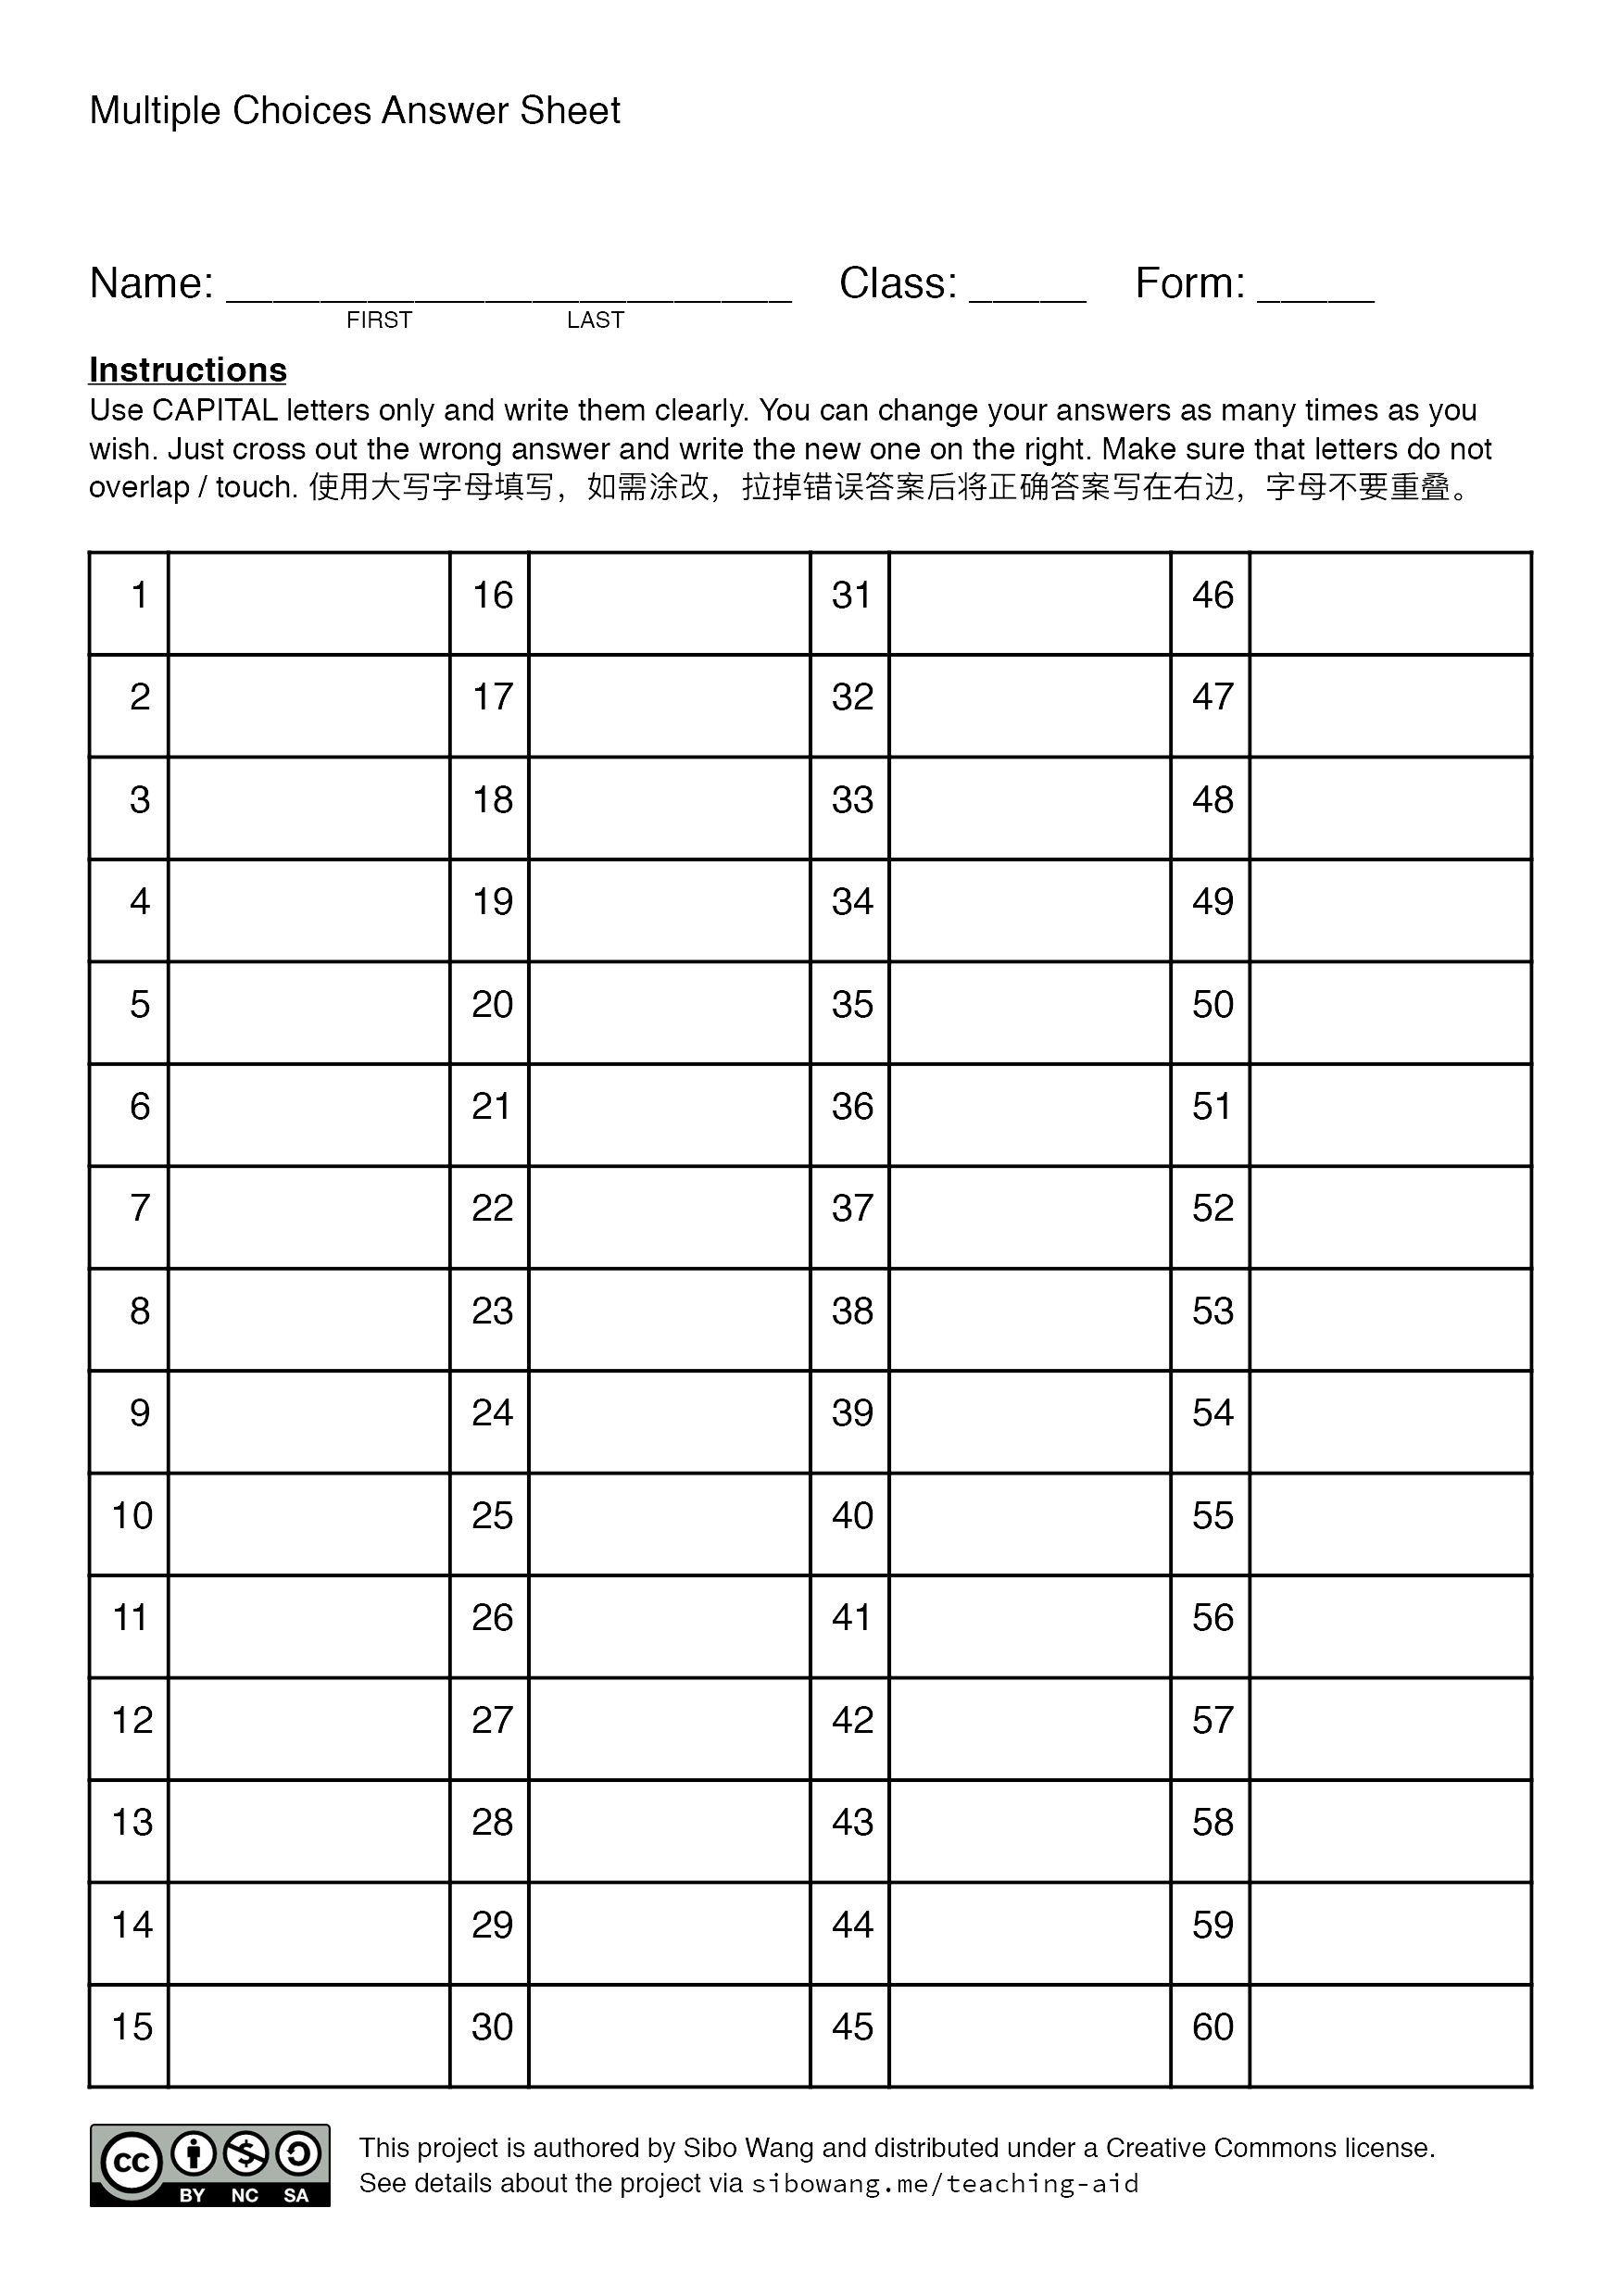 Multiple Choices Answer Sheet
Name: ________________________ Class: _____ Form: _____
FIRST LAST
Instructions
Use CAPITAL letters only and write them clearly. You can change your answers as many times as you
wish. Just cross out the wrong answer and write the new one on the right. Make sure that letters do not
overlap / touch. 使用大写字母填写，如需涂改，拉掉错误答案后将正确答案写在右边，字母不要重叠。
1 16 31 46
2 17 32 47
3 18 33 48
4 19 34 49
5 20 35 50
6 21 36 51
7 22 37 52
8 23 38 53
9 24 39 54
10 25 40 55
11 26 41 56
12 27 42 57
13 28 43 58
14 29 44 59
15 30 45 60
cc BY NC SA
This project is authored by Sibo Wang and distributed under a Creative Commons license.
See details about the project via sibowang.me/teaching-aid